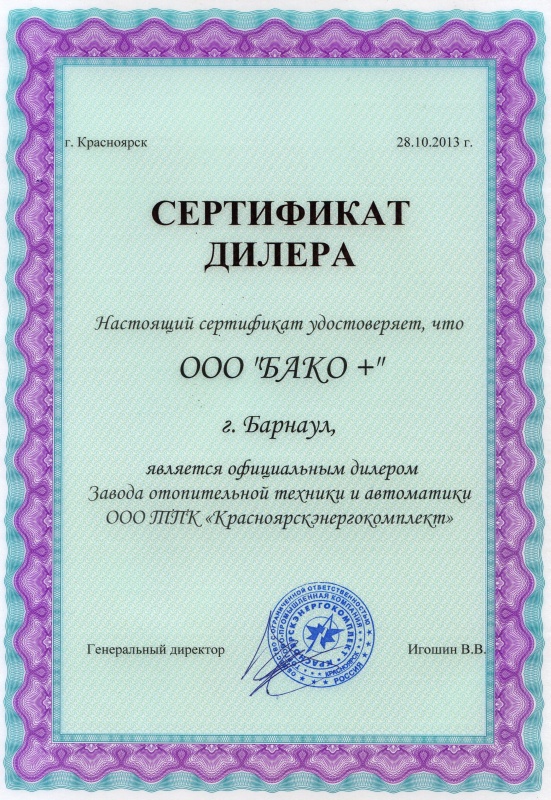 г. Красноярск 28.10.2013 г.
СЕРТИФИКАТ
ДИЛЕРА
Настоящий сертификат удостоверяет, что
ООО "БАКО +"
г. Барнаул,
является официальным дилером
Завода отопительной техники и автоматики
ООО ТПК «Красноярскэнергокомплект»
Генеральный директор Игошин В.В.
ОБЩЕСТВО С ОГРАНИЧЕННОЙ ОТВЕТСТВЕННОСТЬЮ
ТОРГОВО-ПРОМЫШЛЕННАЯ КОМПАНИЯ
КРАСНОЯРСКЭНЕРГОКОМПЛЕКТ
КРАСНОЯРСК
РОССИЯ